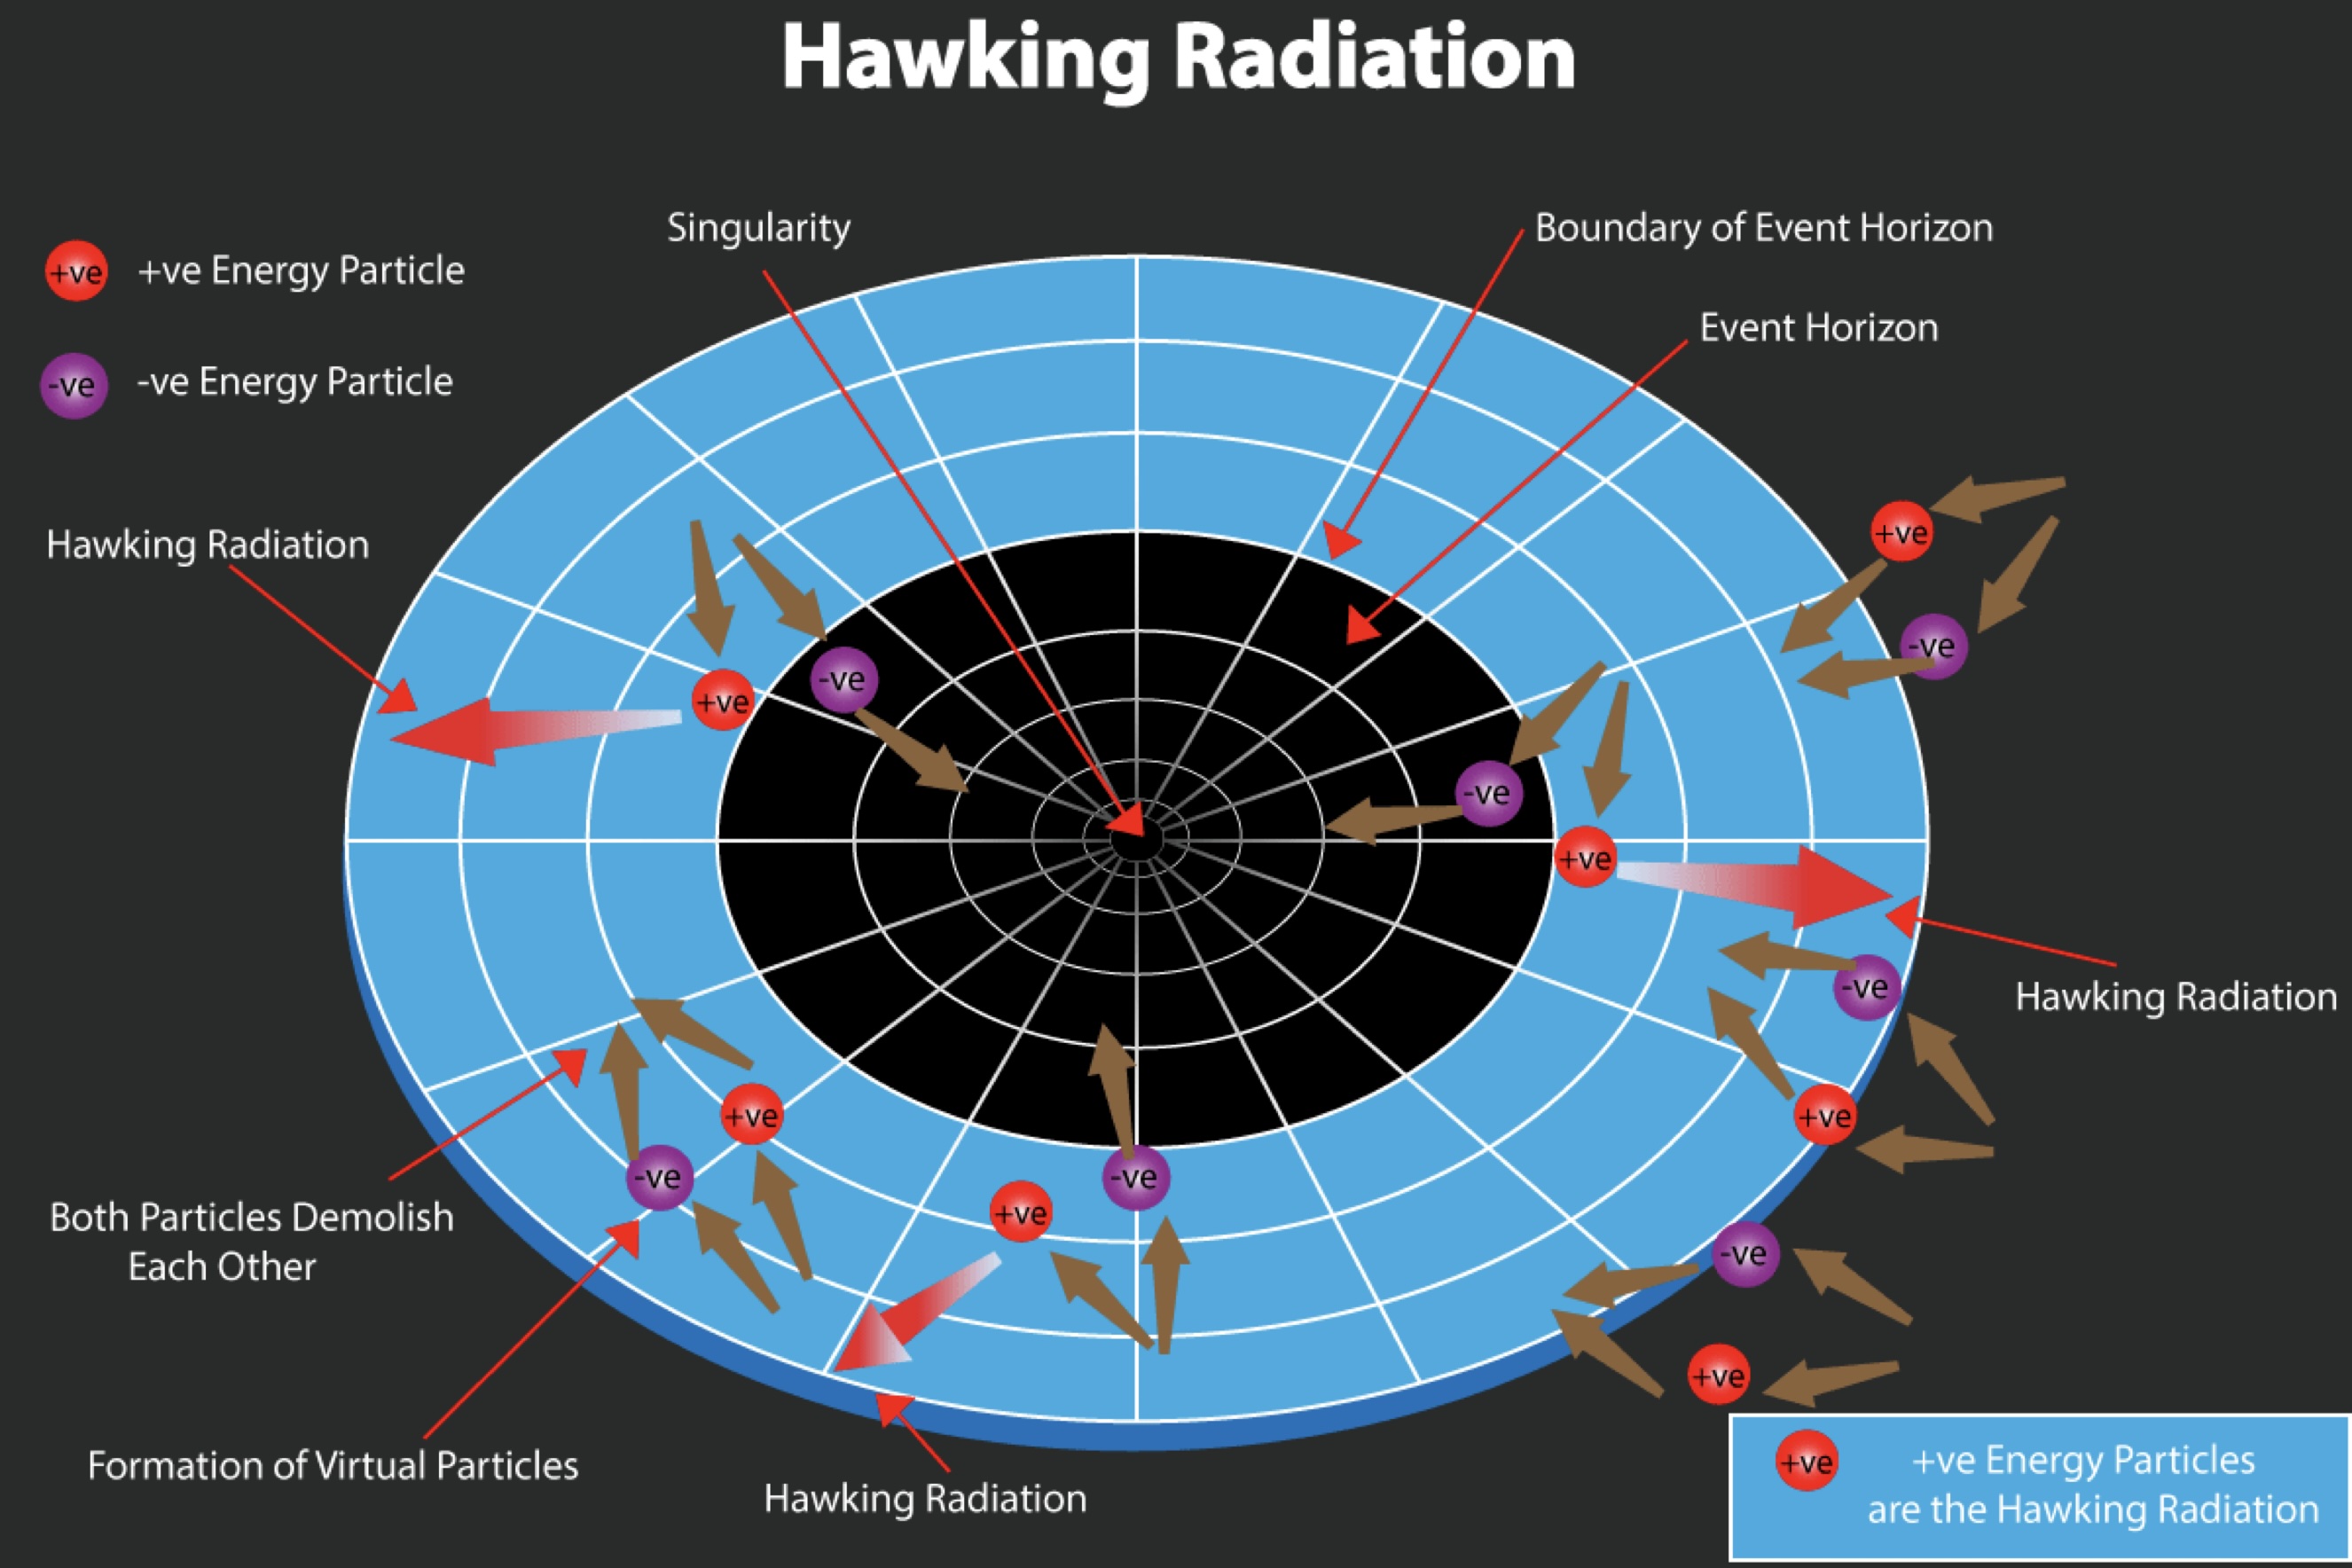 Hawking Radiation
Singularity
Boundary of Event Horizon
+ve +ve Energy Particle
Event Horizon
-ve -ve Energy Particle
Hawking Radiation
+ve
-ve
-ve
+ve
-ve
+ve
-ve
Hawking Radiation
+ve
+ve
-ve
-ve
+ve
Both Particles Demolish
Each Other
-ve
+ve
Formation of Virtual Particles
Hawking Radiation
+ve +ve Energy Particles
are the Hawking Radiation